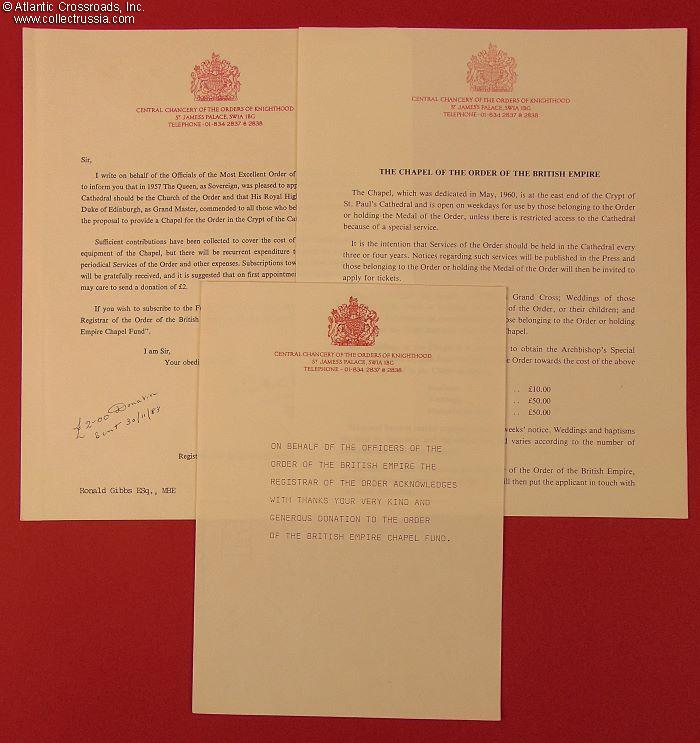 © Atlantic Crossroads, Inc.
www.collectrussia.com
CENTRAL CHANCERY OF THE ORDERS OF KNIGHTHOOD
ST JAMES'S PALACE, SW1A 1BG
TELEPHONE - 01-834 2837 & 2838
Sir,
I write on behalf of the Officials of the Most Excellent Order of
to inform you that in 1957 The Queen, as Sovereign, was pleased to
Cathedral should be the Church of the Order and that His Royal
Duke of Edinburgh, as Grand Master, commended to all those who
the proposal to provide a Chapel for the Order in the Crypt of the
Sufficient contributions have been collected to cover the cost of
equipment of the Chapel, but there will be recurrent expenditure
periodical Services of the Order and other expenses. Subscriptions
will be gratefully received, and it is suggested that on first
may care to send a donation of £2.
If you wish to subscribe to the
Registrar of the Order of the British
Empire Chapel Fund".
I am Sir,
Your
£2-00 Donation
Sent 30/11/83
Ronald Gibbs ESq., MBE
CENTRAL CHANCERY OF THE ORDERS OF KNIGHTHOOD
ST JAMES'S PALACE, SW1A 1BG
TELEPHONE - 01-834 2837 & 2838
THE CHAPEL OF THE ORDER OF THE BRITISH EMPIRE
The Chapel, which was dedicated in May, 1960, is at the east end of the Crypt of
St. Paul's Cathedral and is open on weekdays for use by those belonging to the Order
or holding the Medal of the Order, unless there is restricted access to the Cathedral
because of a special service.
It is the intention that Services of the Order should be held in the Cathedral every
three or four years. Notices regarding such services will be published in the Press and
those belonging to the Order or holding the Medal of the Order will then be invited to
apply for tickets.
Grand Cross; Weddings of those
of the Order, or their children; and
belonging to the Order or holding
to obtain the Archbishop's Special
Order towards the cost of the above
.. £10.00
.. £50.00
.. £50.00
weeks' notice. Weddings and baptisms
varies according to the number of
of the Order of the British Empire,
then put the applicant in touch with
CENTRAL CHANCERY OF THE ORDERS OF KNIGHTHOOD
ST JAMES'S PALACE, SW1A 1BG
TELEPHONE - 01-834 2837 & 2838
ON BEHALF OF THE OFFICERS OF THE
ORDER OF THE BRITISH EMPIRE THE
REGISTRAR OF THE ORDER ACKNOWLEDGES
WITH THANKS YOUR VERY KIND AND
GENEROUS DONATION TO THE ORDER
OF THE BRITISH EMPIRE CHAPEL FUND.